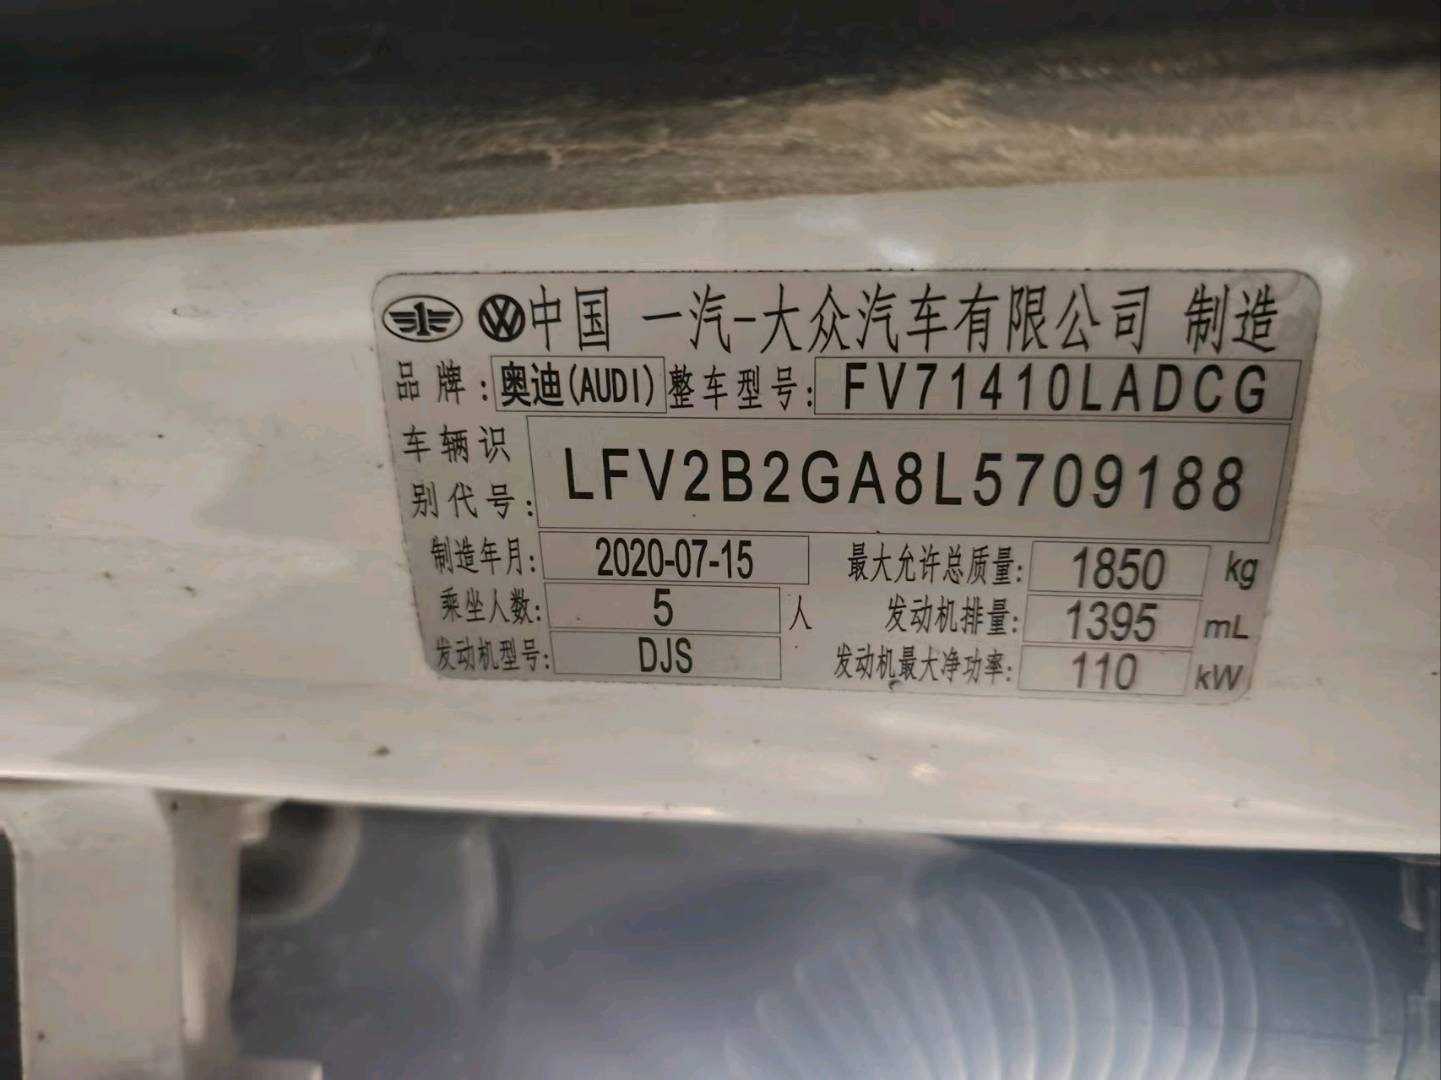 中国 一汽-大众汽车有限公司 制造
品牌: 奥迪(AUDI) 整车型号: FV71410LADCG
车辆识别代号: LFV2B2GA8L5709188
制造年月: 2020-07-15 最大允许总质量: 1850 kg
乘坐人数: 5 人 发动机排量: 1395 mL
发动机型号: DJS 发动机最大净功率: 110 kW